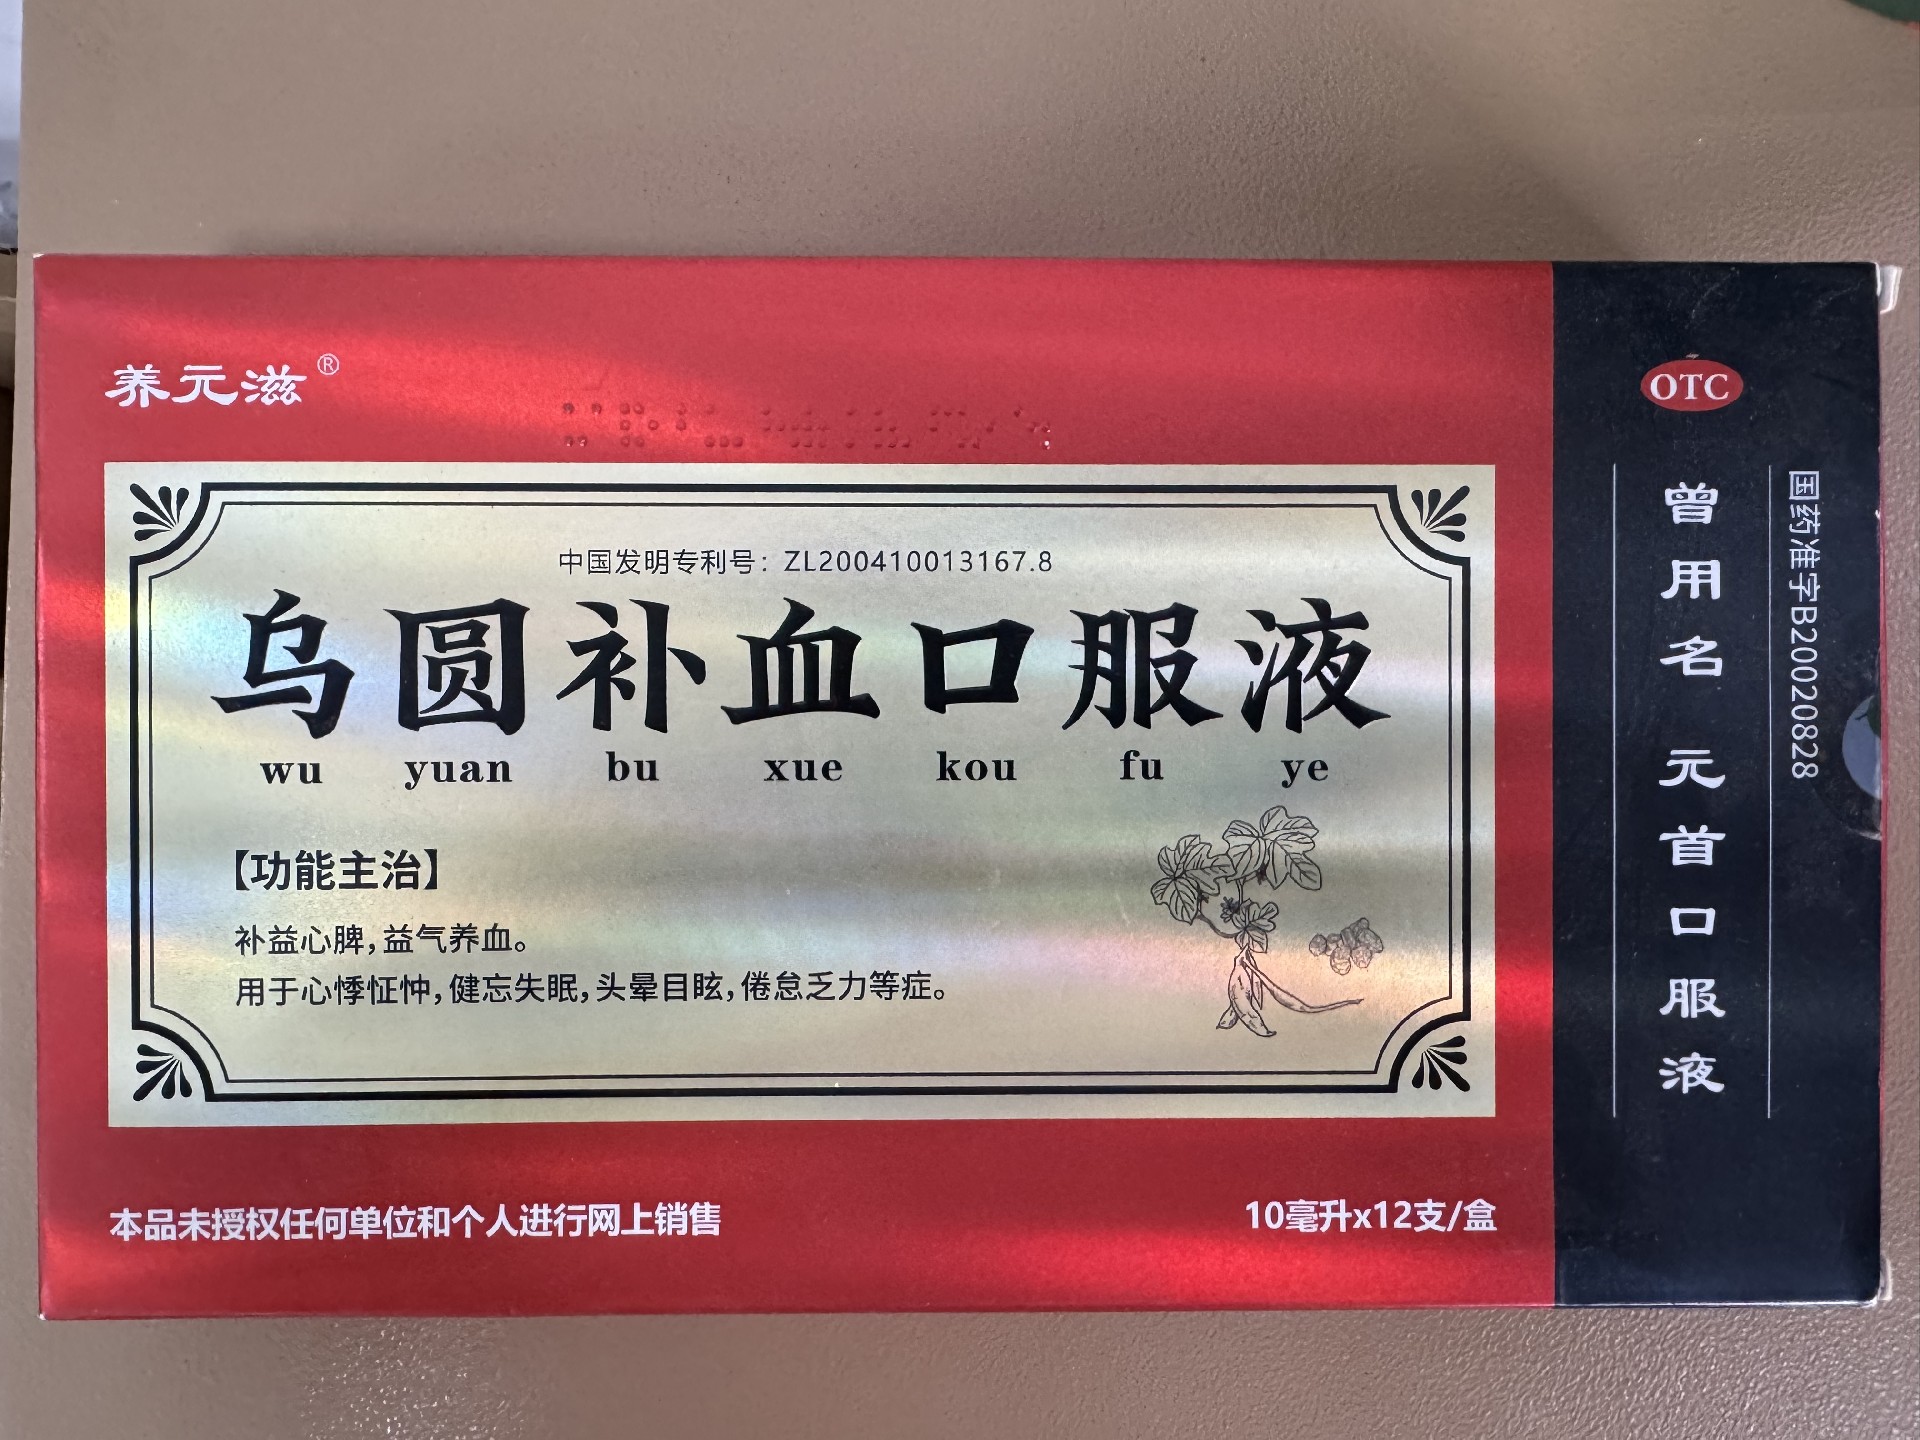 养元滋®
中国发明专利号：ZL200410013167.8
乌圆补血口服液
wu yuan bu xue kou fu ye
【功能主治】
补益心脾，益气养血。
用于心悸怔忡，健忘失眠，头晕目眩，倦怠乏力等症。
本品未授权任何单位和个人进行网上销售
10毫升x12支/盒
OTC
曾用名 元首口服液
国药准字B20020828